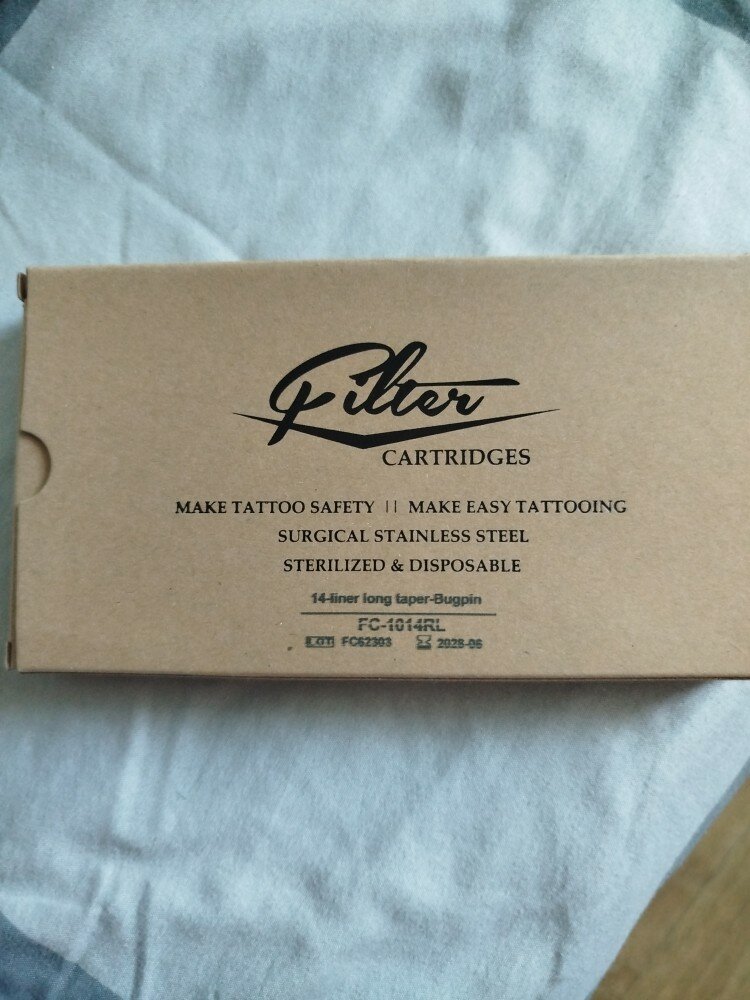 Filter
CARTRIDGES
MAKE TATTOO SAFETY || MAKE EASY TATTOOING
SURGICAL STAINLESS STEEL
STERILIZED & DISPOSABLE
14-liner long taper-Bugpin
FC-1014RL
LOT FC62303 2028-06